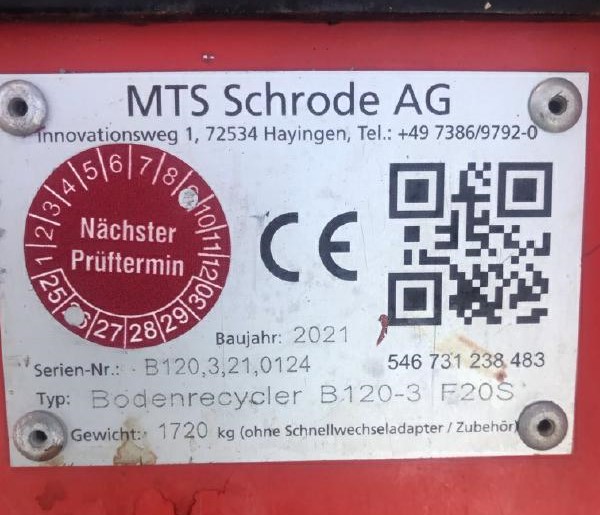 MTS Schrode AG
Innovationsweg 1, 72534 Hayingen, Tel.: +49 7386/9792-0
1 2 3 4 5 6 7 8 9 10 11 12
Nächster
Prüftermin
25 26 27 28 29 30
CE
Baujahr: 2021
546 731 238 483
Serien-Nr.: B120,3,21,0124
Typ: Bodenrecycler B120-3 F20S
Gewicht: 1720 kg (ohne Schnellwechseladapter / Zubehör)